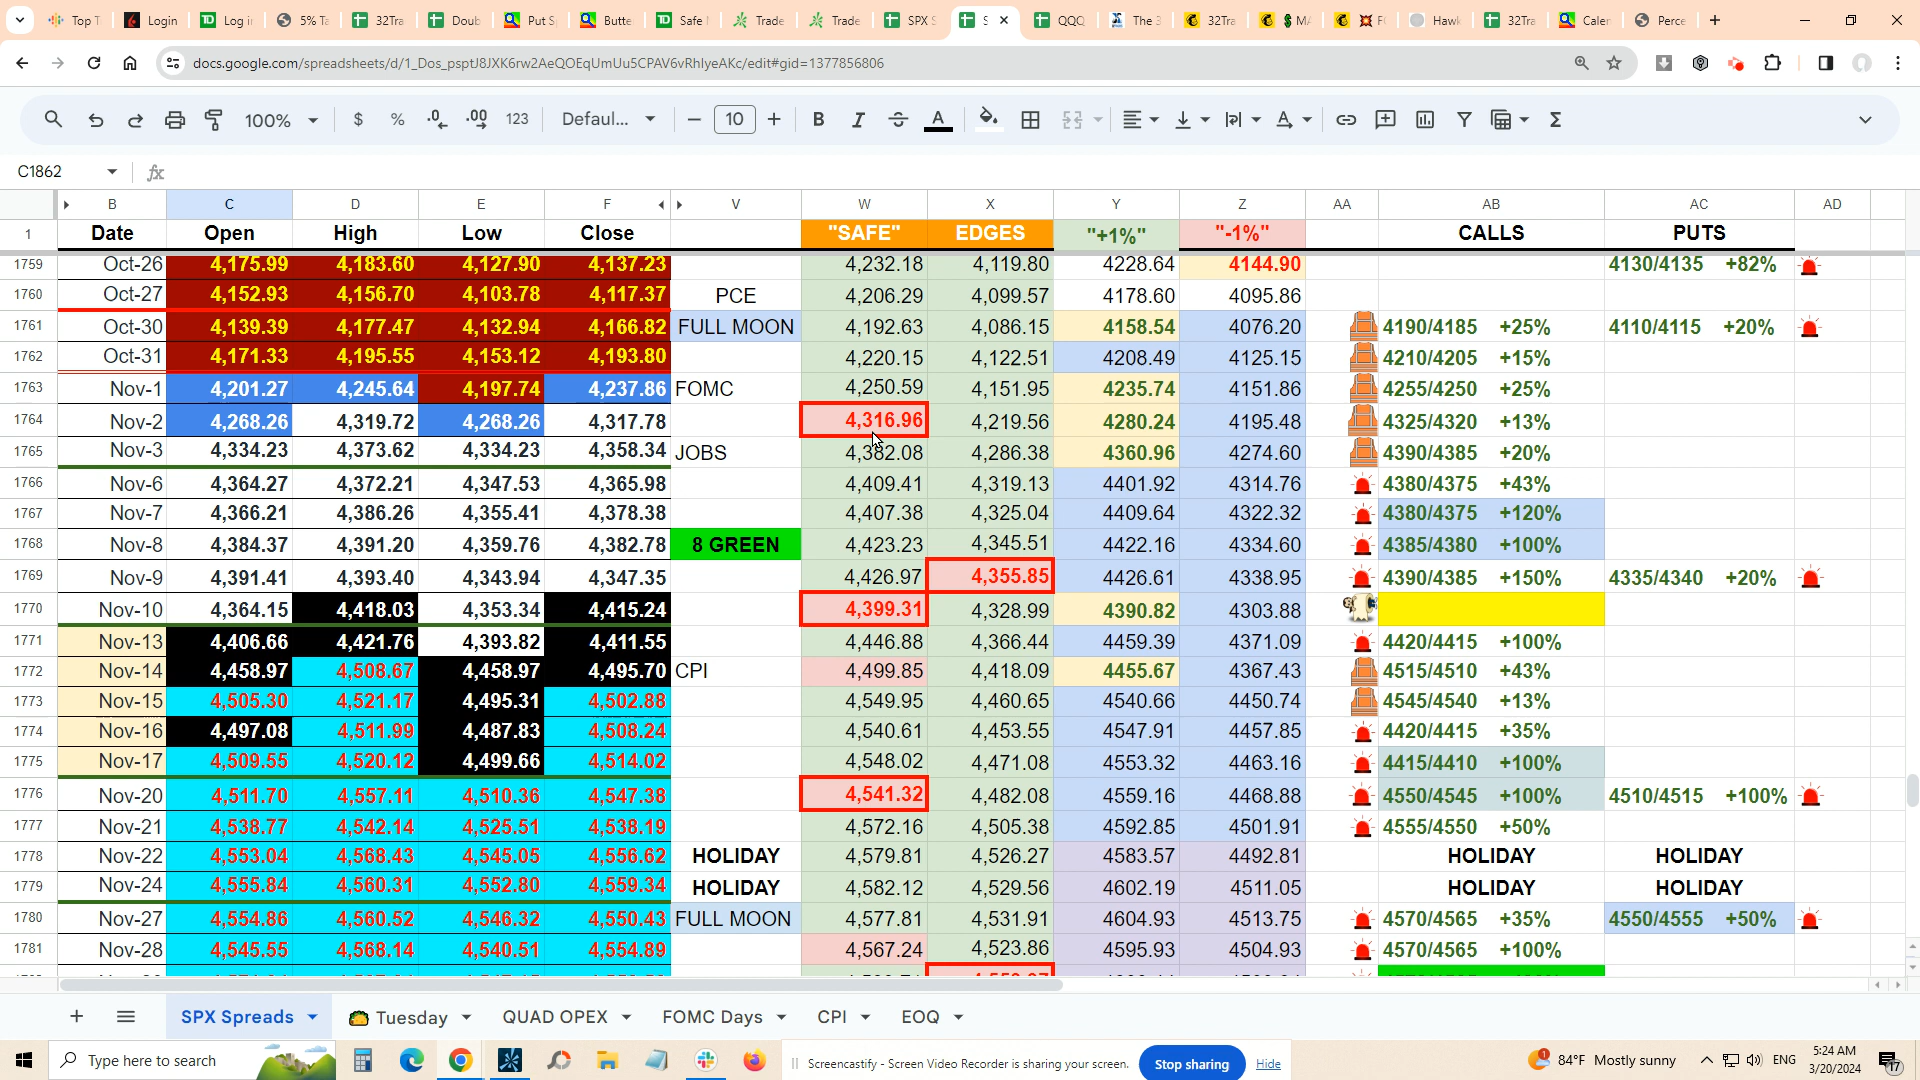 Top T
Login
Log i
5% Ta
32Tra
Doub
Put S
Butte
Safe
Trade
Trade
SPX S
S
QQQ
The 3
32Tra
$ MA
F
Hawk
32Tra
Caler
Perce
docs.google.com/spreadsheets/d/1_Dos_psptJ8JXK6rw2AeQOEqUmUu5CPAV6vRhIyeAKc/edit#gid=1377856806
100% $ % .0 .00 123 Defaul... 10 B I
C1862 fx
B C D E F V W X Y Z AA AB AC AD
1 Date Open High Low Close "SAFE" EDGES "+1%" "-1%" CALLS PUTS
1759 Oct-26 4,175.99 4,183.60 4,127.90 4,137.23 4,232.18 4,119.80 4228.64 4144.90 4130/4135 +82%
1760 Oct-27 4,152.93 4,156.70 4,103.78 4,117.37 PCE 4,206.29 4,099.57 4178.60 4095.86
1761 Oct-30 4,139.39 4,177.47 4,132.94 4,166.82 FULL MOON 4,192.63 4,086.15 4158.54 4076.20 4190/4185 +25% 4110/4115 +20%
1762 Oct-31 4,171.33 4,195.55 4,153.12 4,193.80 4,220.15 4,122.51 4208.49 4125.15 4210/4205 +15%
1763 Nov-1 4,201.27 4,245.64 4,197.74 4,237.86 FOMC 4,250.59 4,151.95 4235.74 4151.86 4255/4250 +25%
1764 Nov-2 4,268.26 4,319.72 4,268.26 4,317.78 4,316.96 4,219.56 4280.24 4195.48 4325/4320 +13%
1765 Nov-3 4,334.23 4,373.62 4,334.23 4,358.34 JOBS 4,382.08 4,286.38 4360.96 4274.60 4390/4385 +20%
1766 Nov-6 4,364.27 4,372.21 4,347.53 4,365.98 4,409.41 4,319.13 4401.92 4314.76 4380/4375 +43%
1767 Nov-7 4,366.21 4,386.26 4,355.41 4,378.38 4,407.38 4,325.04 4409.64 4322.32 4380/4375 +120%
1768 Nov-8 4,384.37 4,391.20 4,359.76 4,382.78 8 GREEN 4,423.23 4,345.51 4422.16 4334.60 4385/4380 +100%
1769 Nov-9 4,391.41 4,393.40 4,343.94 4,347.35 4,426.97 4,355.85 4426.61 4338.95 4390/4385 +150% 4335/4340 +20%
1770 Nov-10 4,364.15 4,418.03 4,353.34 4,415.24 4,399.31 4,328.99 4390.82 4303.88
1771 Nov-13 4,406.66 4,421.76 4,393.82 4,411.55 4,446.88 4,366.44 4459.39 4371.09 4420/4415 +100%
1772 Nov-14 4,458.97 4,508.67 4,458.97 4,495.70 CPI 4,499.85 4,418.09 4455.67 4367.43 4515/4510 +43%
1773 Nov-15 4,505.30 4,521.17 4,495.31 4,502.88 4,549.95 4,460.65 4540.66 4450.74 4545/4540 +13%
1774 Nov-16 4,497.08 4,511.99 4,487.83 4,508.24 4,540.61 4,453.55 4547.91 4457.85 4420/4415 +35%
1775 Nov-17 4,509.55 4,520.12 4,499.66 4,514.02 4,548.02 4,471.08 4553.32 4463.16 4415/4410 +100%
1776 Nov-20 4,511.70 4,557.11 4,510.36 4,547.38 4,541.32 4,482.08 4559.16 4468.88 4550/4545 +100% 4510/4515 +100%
1777 Nov-21 4,538.77 4,542.14 4,525.51 4,538.19 4,572.16 4,505.38 4592.85 4501.91 4555/4550 +50%
1778 Nov-22 4,553.04 4,568.43 4,545.05 4,556.62 HOLIDAY 4,579.81 4,526.27 4583.57 4492.81 HOLIDAY HOLIDAY
1779 Nov-24 4,555.84 4,560.31 4,552.80 4,559.34 HOLIDAY 4,582.12 4,529.56 4602.19 4511.05 HOLIDAY HOLIDAY
1780 Nov-27 4,554.86 4,560.52 4,546.32 4,550.43 FULL MOON 4,577.81 4,531.91 4604.93 4513.75 4570/4565 +35% 4550/4555 +50%
1781 Nov-28 4,545.55 4,568.14 4,540.51 4,554.89 4,567.24 4,523.86 4595.93 4504.93 4570/4565 +100%
SPX Spreads Tuesday QUAD OPEX FOMC Days CPI EOQ
Type here to search
Screencastify - Screen Video Recorder is sharing your screen. Stop sharing Hide
1 84°F Mostly sunny ENG 5:24 AM
3/20/2024 17